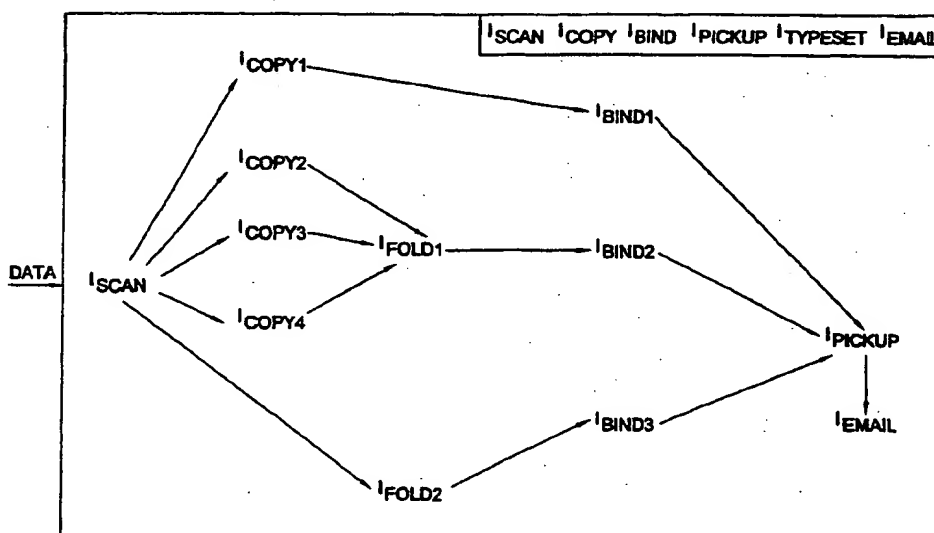 ISCAN ICOPY IBIND IPICKUP ITYPESET IEMAIL
ICOPY1
IBIND1
ICOPY2
ICOPY3
IFOLD1
IBIND2
DATA
ISCAN
ICOPY4
IPICKUP
IBIND3
IEMAIL
IFOLD2